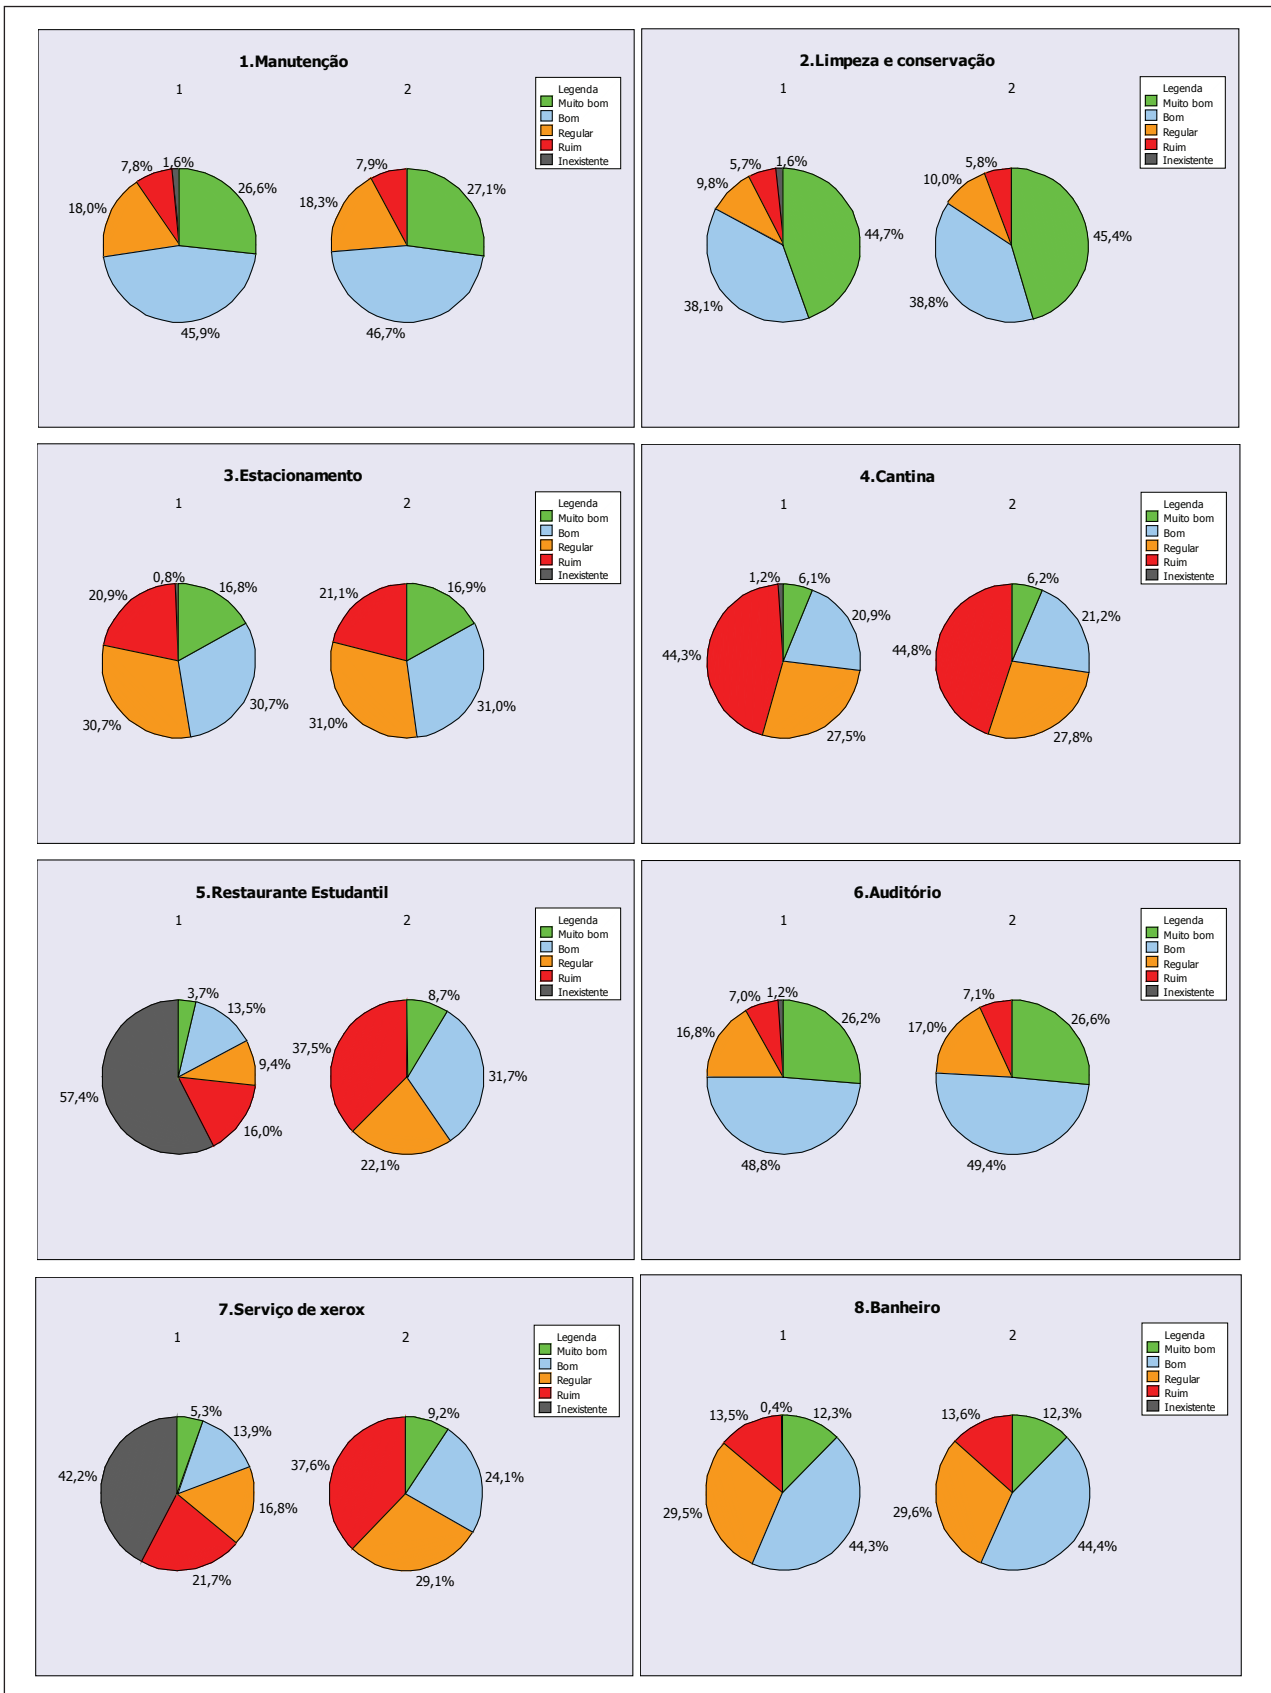 1.Manutenção
1
2
Legenda
Muito bom
Bom
Regular
Ruim
Inexistente
7,8%
1,6%
26,6%
18,0%
45,9%
7,9%
27,1%
18,3%
46,7%
2.Limpeza e conservação
1
2
Legenda
Muito bom
Bom
Regular
Ruim
Inexistente
5,7%
1,6%
9,8%
44,7%
38,1%
5,8%
10,0%
45,4%
38,8%
3.Estacionamento
1
2
Legenda
Muito bom
Bom
Regular
Ruim
Inexistente
0,8%
16,8%
20,9%
30,7%
30,7%
21,1%
16,9%
31,0%
31,0%
4.Cantina
1
2
Legenda
Muito bom
Bom
Regular
Ruim
Inexistente
1,2%
6,1%
20,9%
44,3%
27,5%
6,2%
21,2%
44,8%
27,8%
5.Restaurante Estudantil
1
2
Legenda
Muito bom
Bom
Regular
Ruim
Inexistente
3,7%
13,5%
9,4%
57,4%
16,0%
8,7%
37,5%
31,7%
22,1%
6.Auditório
1
2
Legenda
Muito bom
Bom
Regular
Ruim
Inexistente
7,0%
1,2%
26,2%
16,8%
48,8%
7,1%
26,6%
17,0%
49,4%
7.Serviço de xerox
1
2
Legenda
Muito bom
Bom
Regular
Ruim
Inexistente
5,3%
13,9%
42,2%
16,8%
21,7%
9,2%
37,6%
24,1%
29,1%
8.Banheiro
1
2
Legenda
Muito bom
Bom
Regular
Ruim
Inexistente
13,5%
0,4%
12,3%
29,5%
44,3%
13,6%
12,3%
29,6%
44,4%